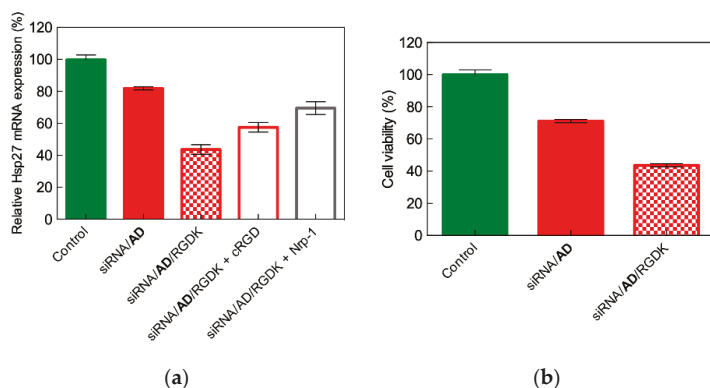 Relative Hsp27 mRNA expression (%)
120
100
80
60
40
20
0
Control
siRNA/AD
siRNA/AD/RGDK
siRNA/AD/RGDK + cRGD
siRNA/AD/RGDK + Nrp-1
(a)
Cell viability (%)
120
100
80
60
40
20
0
Control
siRNA/AD
siRNA/AD/RGDK
(b)